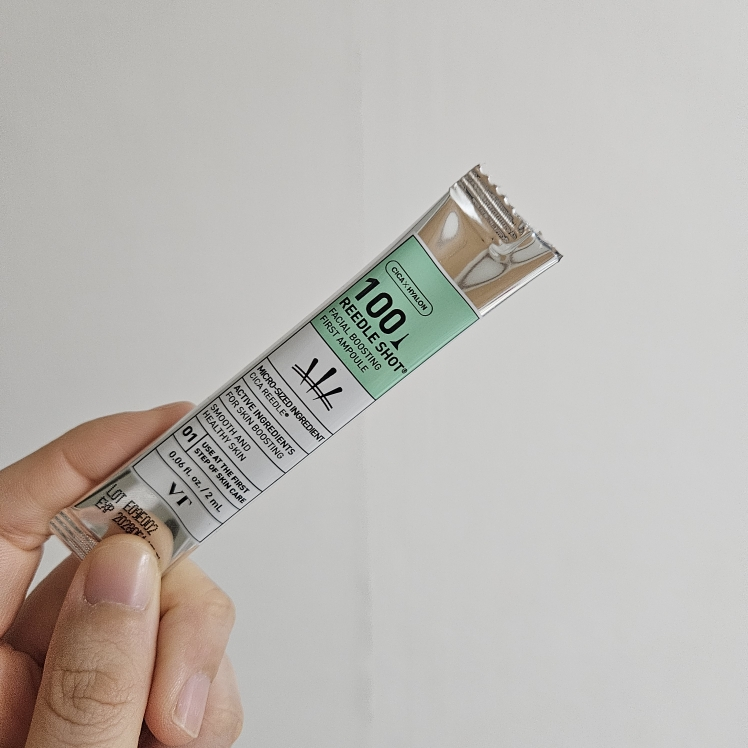 CICA × HYALON
100
REEDLE SHOT®
FACIAL BOOSTING
FIRST AMPOULE
MICRO-SIZED INGREDIENT
CICA REEDLE®
ACTIVE INGREDIENTS
FOR SKIN BOOSTING
SMOOTH AND
HEALTHY SKIN
01
USE AT THE FIRST
STEP OF SKIN CARE
0.06 fl. oz. / 2 mL
VT
LOT E09E002
EXP